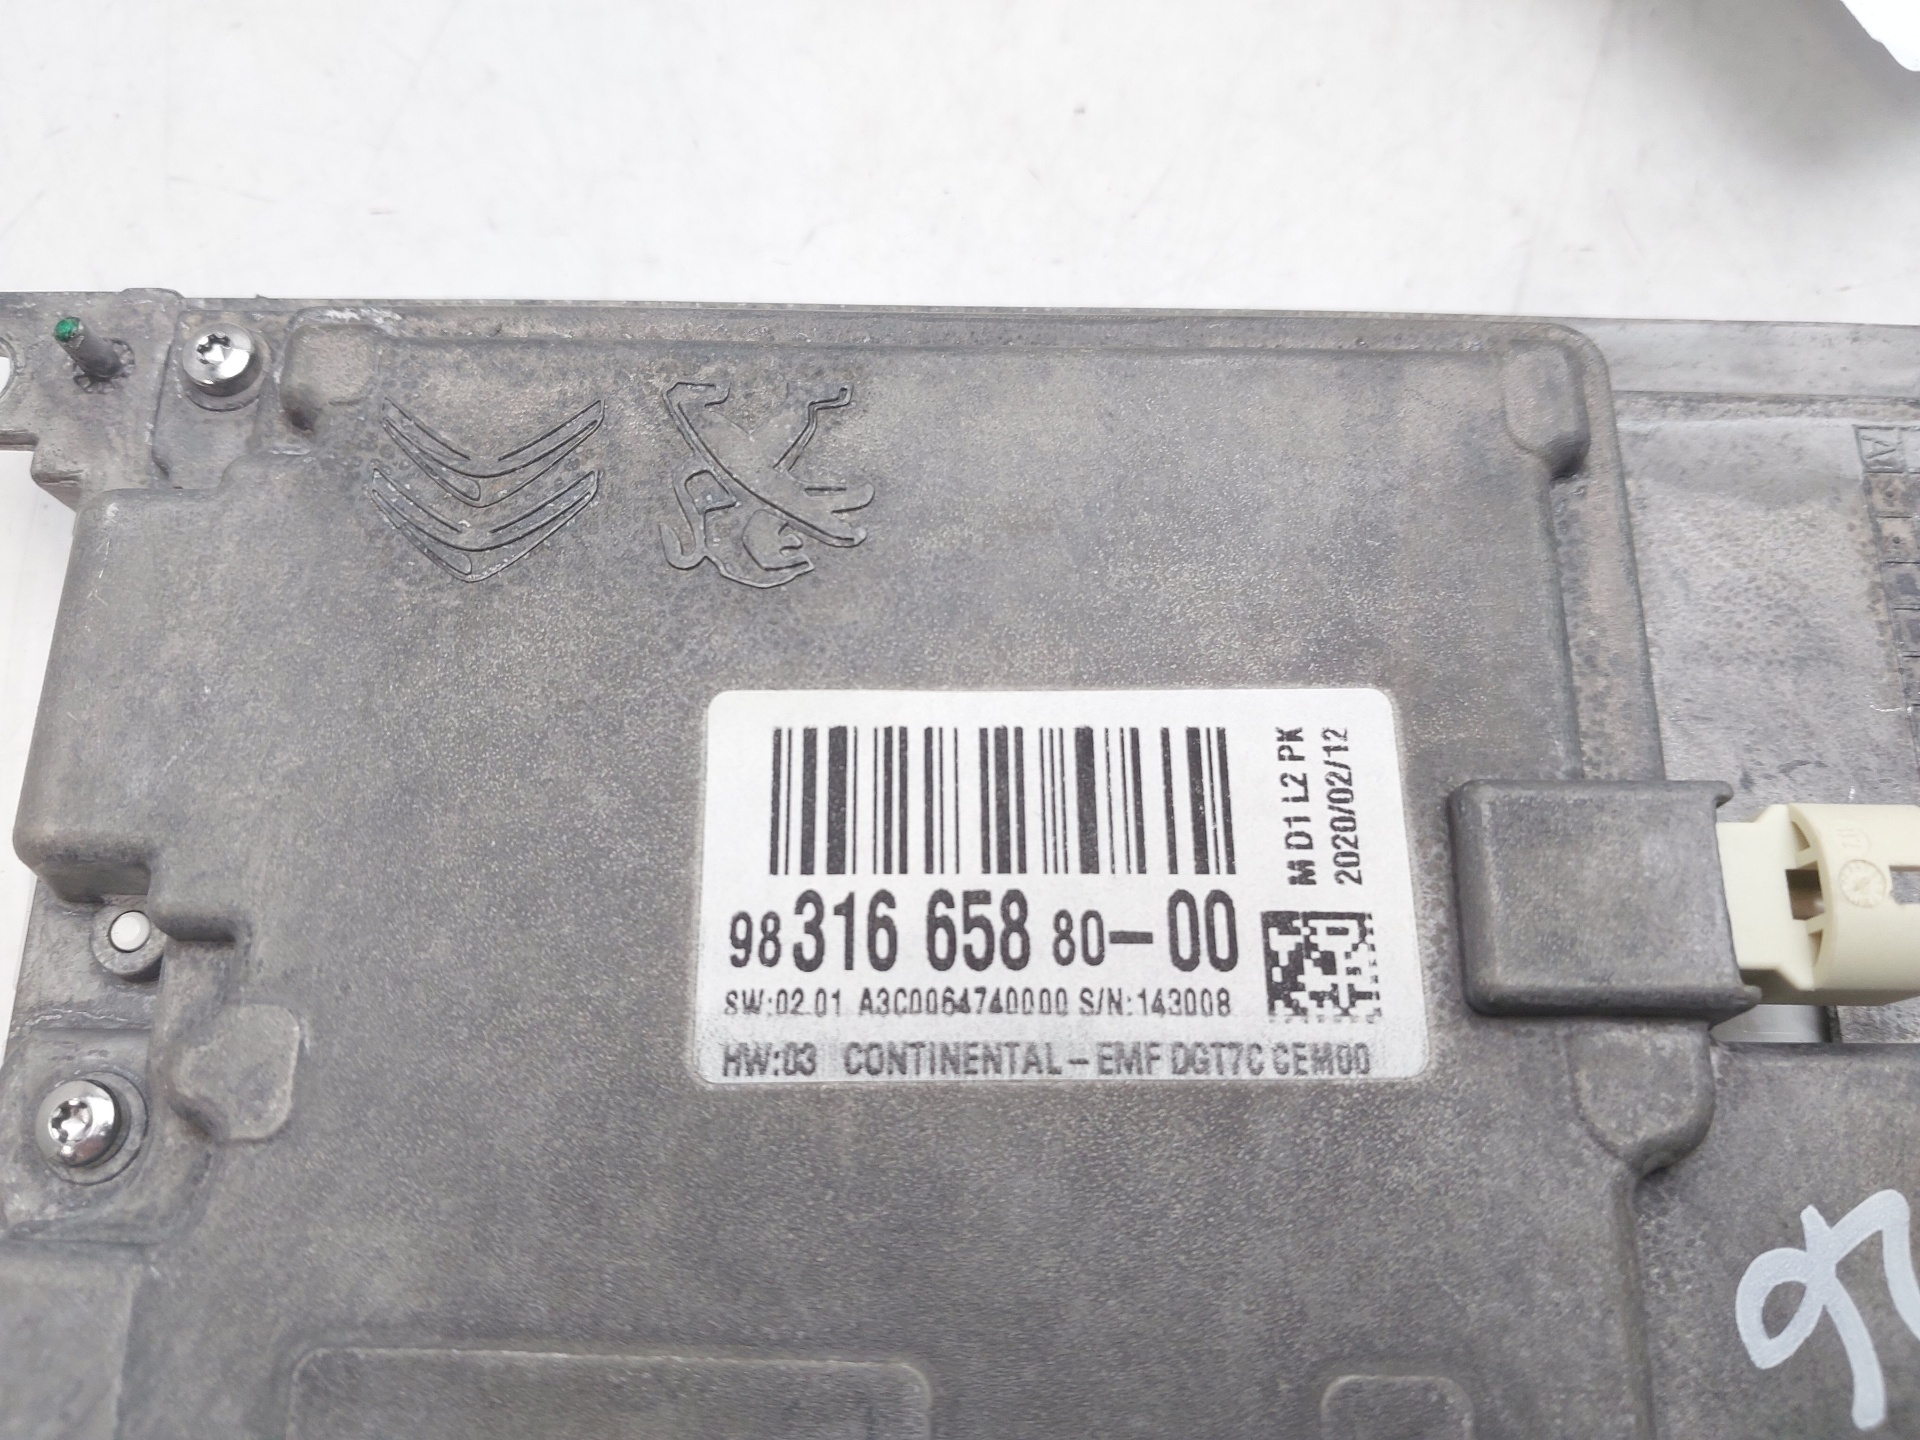 98 316 658 80-00
SW:02.01 A3C0064740000 S/N:143008
HW:03 CONTINENTAL-EMF DGT7C CEM00
M D1 L2 PK
2020/02/12